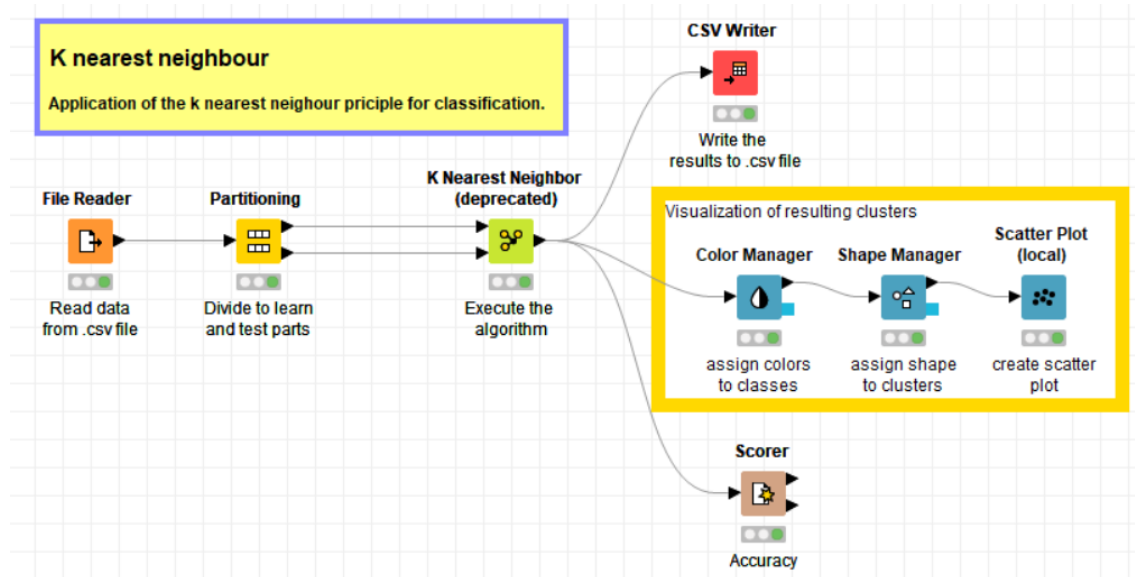 K nearest neighbour
Application of the k nearest neighour priciple for classification.
CSV Writer
Write the
results to .csv file
File Reader
Read data
from .csv file
Partitioning
Divide to learn
and test parts
K Nearest Neighbor
(deprecated)
Execute the
algorithm
Visualization of resulting clusters
Color Manager
assign colors
to classes
Shape Manager
assign shape
to clusters
Scatter Plot
(local)
create scatter
plot
Scorer
Accuracy